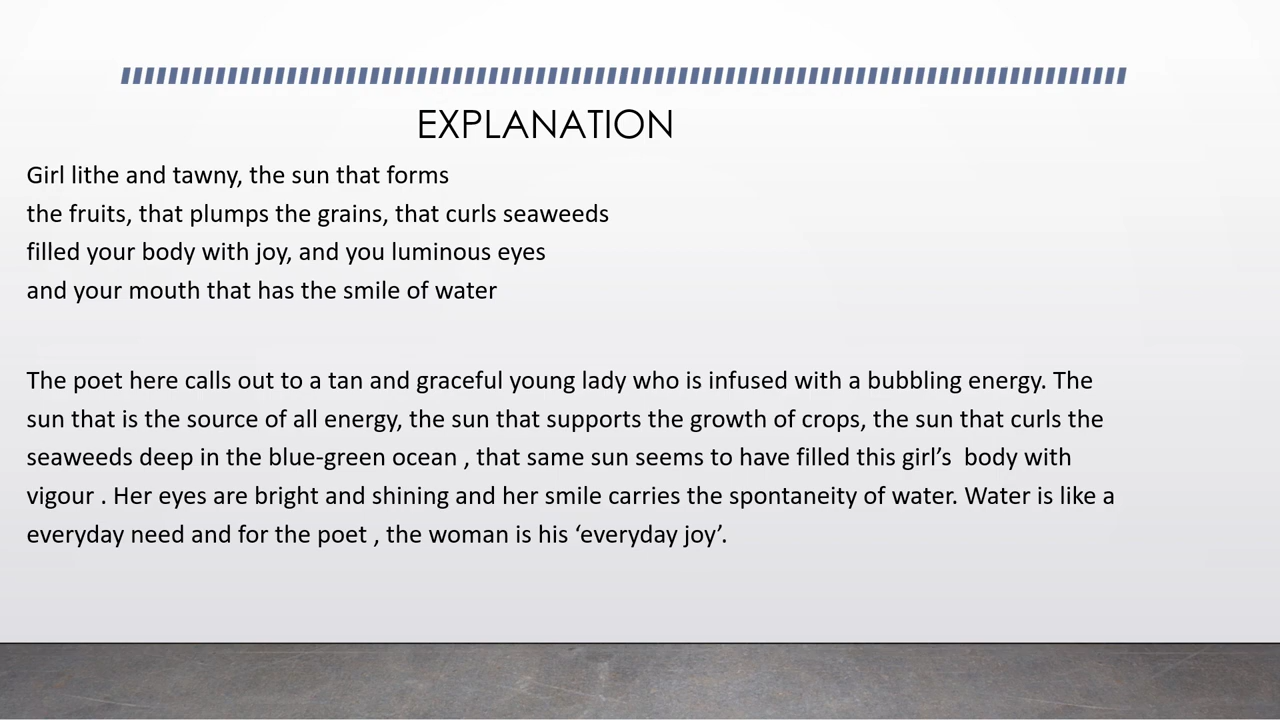 EXPLANATION
Girl lithe and tawny, the sun that forms
the fruits, that plumps the grains, that curls seaweeds
filled your body with joy, and you luminous eyes
and your mouth that has the smile of water
The poet here calls out to a tan and graceful young lady who is infused with a bubbling energy. The
sun that is the source of all energy, the sun that supports the growth of crops, the sun that curls the
seaweeds deep in the blue-green ocean , that same sun seems to have filled this girl’s  body with
vigour . Her eyes are bright and shining and her smile carries the spontaneity of water. Water is like a
everyday need and for the poet , the woman is his ‘everyday joy’.